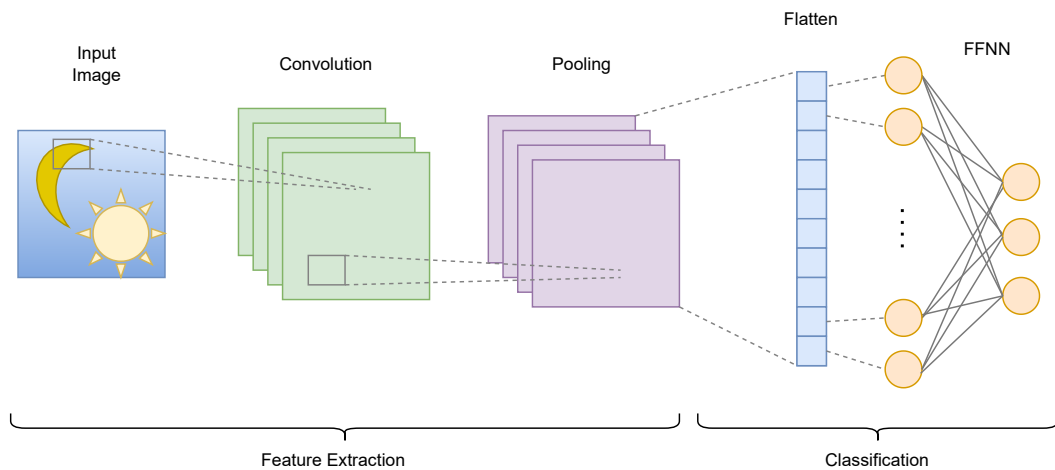 Input
Image
Convolution
Pooling
Flatten
FFNN
Feature Extraction
Classification